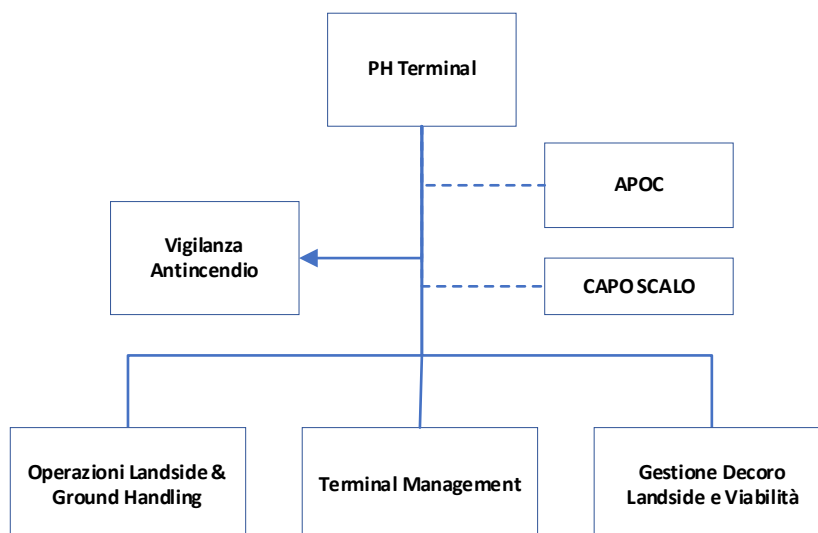 PH Terminal
APOC
Vigilanza
Antincendio
CAPO SCALO
Operazioni Landside &
Ground Handling
Terminal Management
Gestione Decoro
Landside e Viabilità